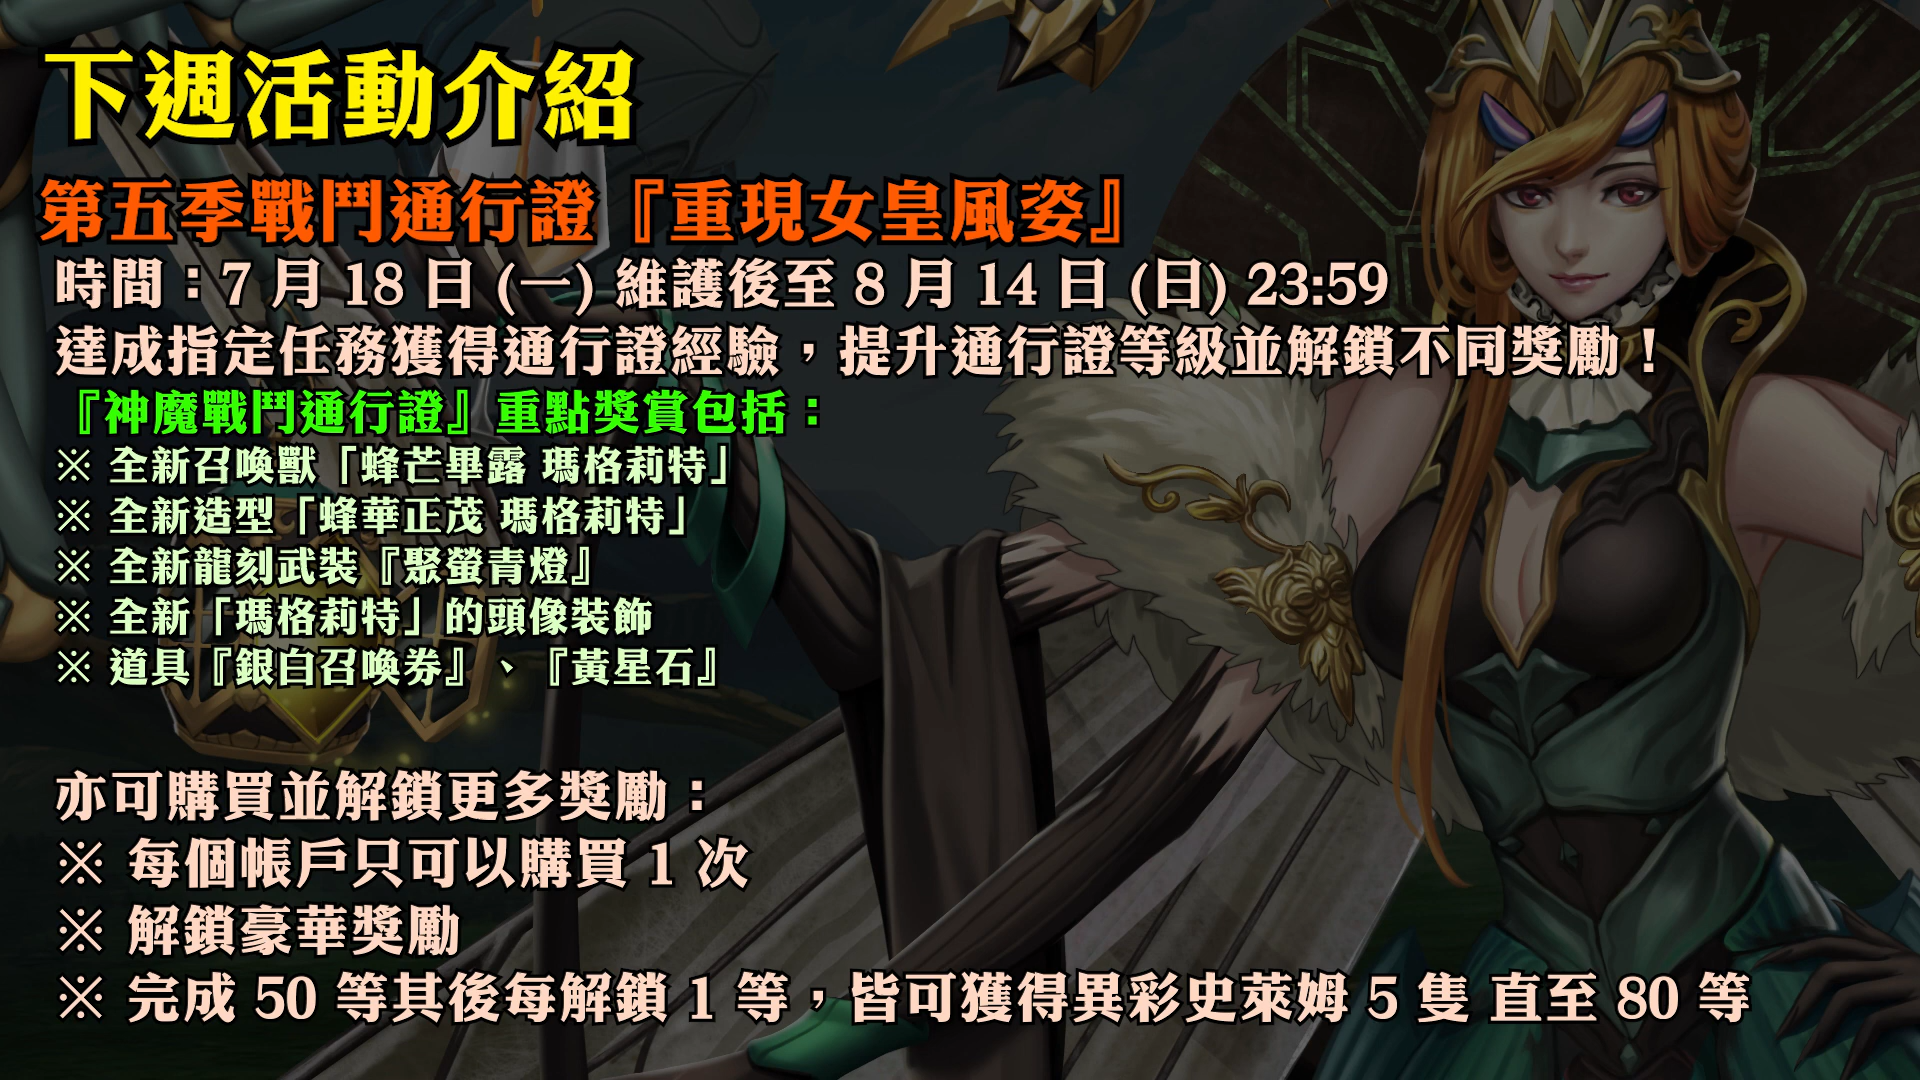 下週活動介紹
第五季戰鬥通行證『重現女皇風姿』
時間：7 月 18 日 (一) 維護後至 8 月 14 日 (日) 23:59
達成指定任務獲得通行證經驗，提升通行證等級並解鎖不同獎勵！
『神魔戰鬥通行證』重點獎賞包括：
※ 全新召喚獸「蜂芒畢露 瑪格莉特」
※ 全新造型「蜂華正茂 瑪格莉特」
※ 全新龍刻武裝『聚螢青燈』
※ 全新「瑪格莉特」的頭像裝飾
※ 道具『銀白召喚券』、『黃星石』
亦可購買並解鎖更多獎勵：
※ 每個帳戶只可以購買 1 次
※ 解鎖豪華獎勵
※ 完成 50 等其後每解鎖 1 等，皆可獲得異彩史萊姆 5 隻 直至 80 等